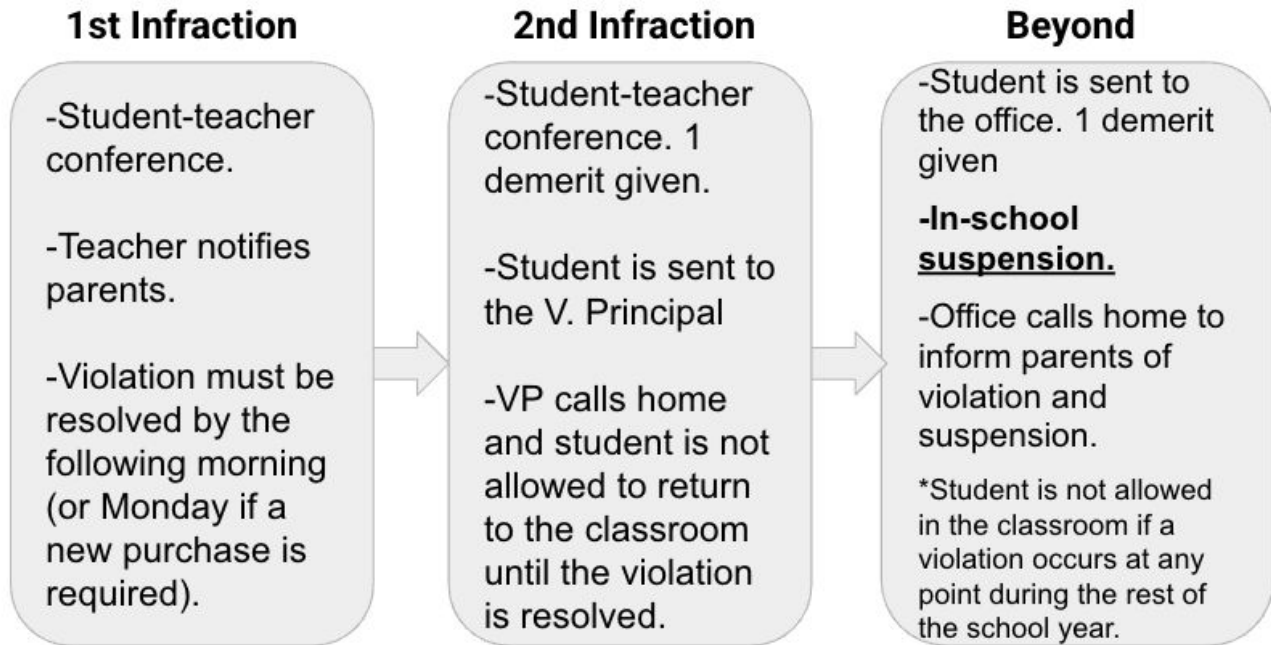 1st Infraction
-Student-teacher
conference.
-Teacher notifies
parents.
-Violation must be
resolved by the
following morning
(or Monday if a
new purchase is
required).
2nd Infraction
-Student-teacher
conference. 1
demerit given.
-Student is sent to
the V. Principal
-VP calls home
and student is not
allowed to return
to the classroom
until the violation
is resolved.
Beyond
-Student is sent to
the office. 1 demerit
given
-In-school
suspension.
-Office calls home to
inform parents of
violation and
suspension.
*Student is not allowed
in the classroom if a
violation occurs at any
point during the rest of
the school year.